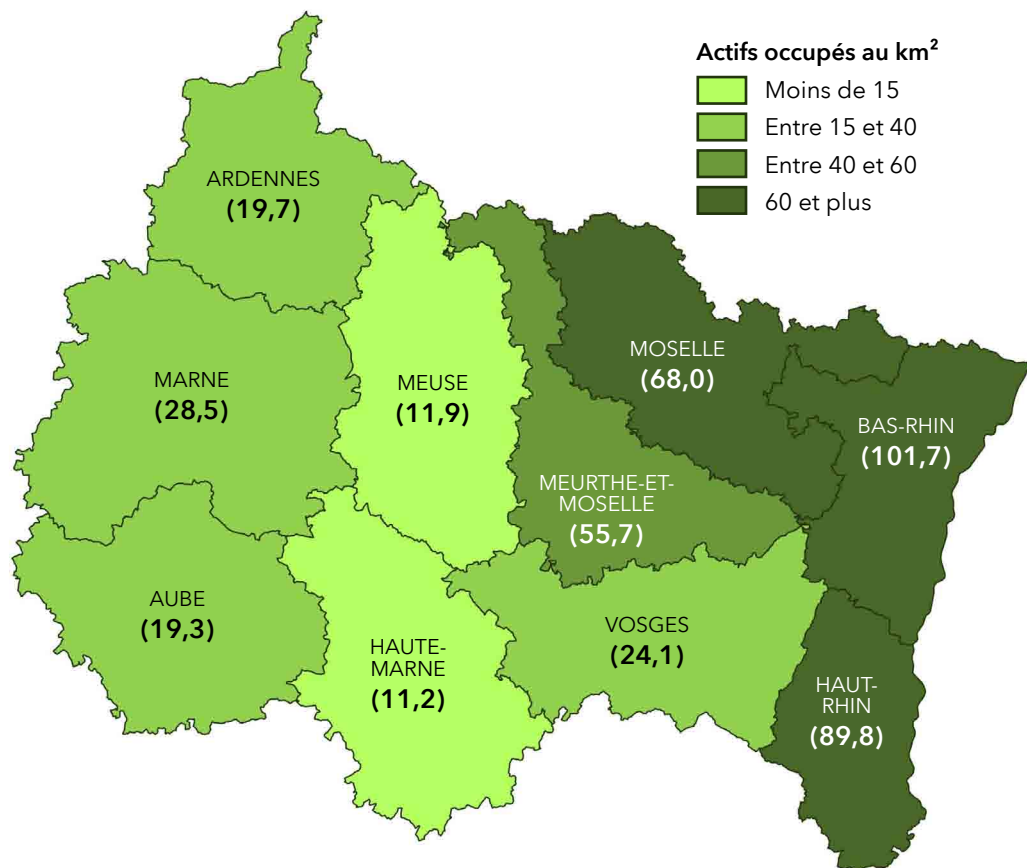 Actifs occupés au km²
Moins de 15
Entre 15 et 40
Entre 40 et 60
60 et plus
ARDENNES
(19,7)
MARNE
(28,5)
MEUSE
(11,9)
MOSELLE
(68,0)
BAS-RHIN
(101,7)
MEURTHE-ET-
MOSELLE
(55,7)
AUBE
(19,3)
HAUTE-
MARNE
(11,2)
VOSGES
(24,1)
HAUT-
RHIN
(89,8)